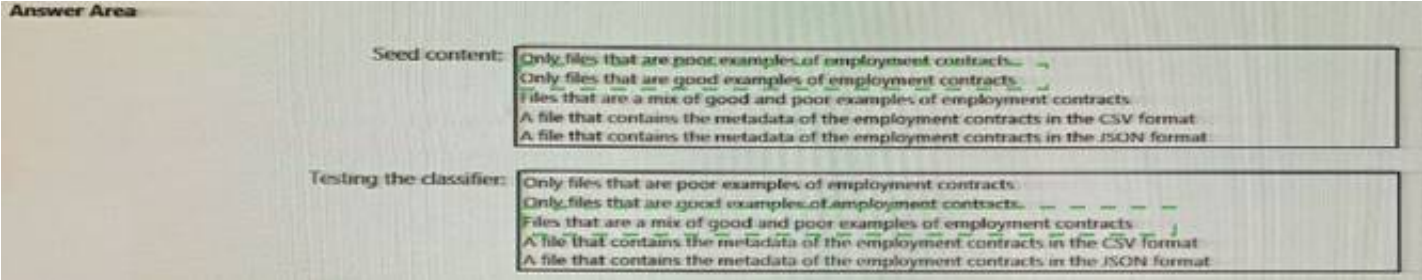 Answer Area
Seed content:
Only files that are poor examples of employment contracts
Only files that are good examples of employment contracts
Files that are a mix of good and poor examples of employment contracts
A file that contains the metadata of the employment contracts in the CSV format
A file that contains the metadata of the employment contracts in the JSON format
Testing the classifier:
Only files that are poor examples of employment contracts
Only files that are good examples of employment contracts
Files that are a mix of good and poor examples of employment contracts
A file that contains the metadata of the employment contracts in the CSV format
A file that contains the metadata of the employment contracts in the JSON format